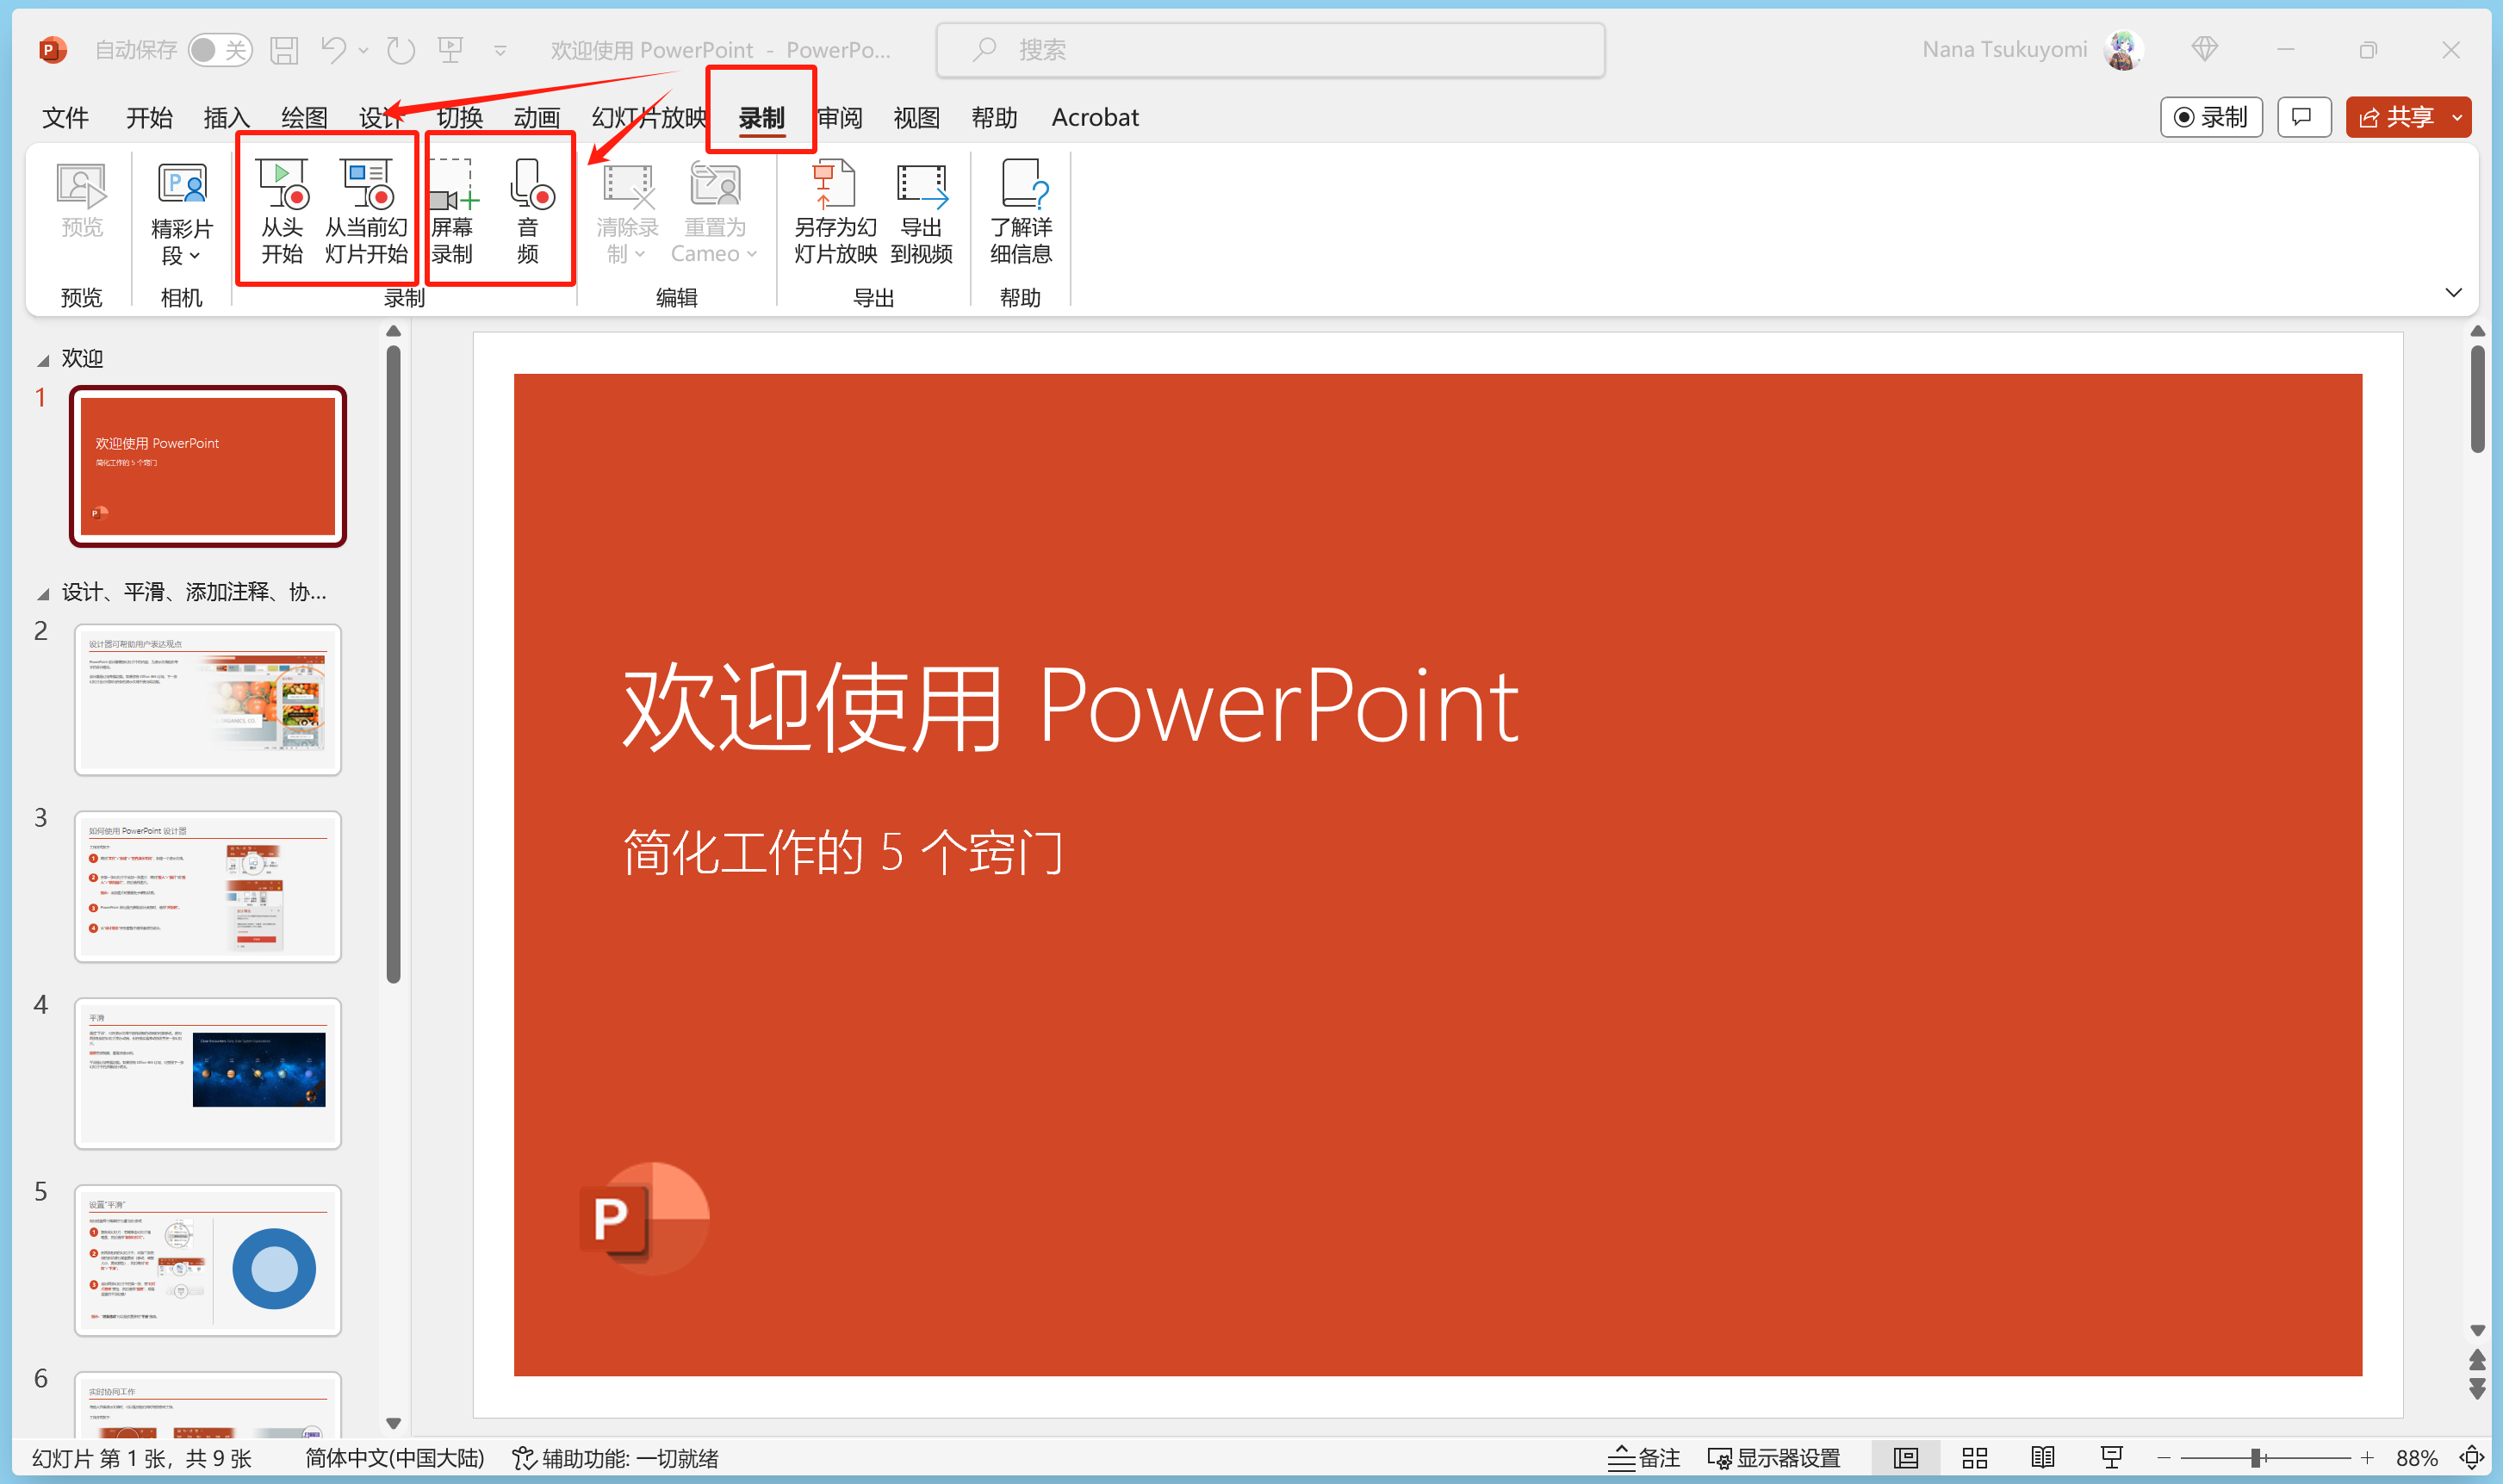 自动保存 关 欢迎使用 PowerPoint - PowerPo... 搜索 Nana Tsukuyomi
文件 开始 插入 绘图 设计 切换 动画 幻灯片放映 录制 审阅 视图 帮助 Acrobat 录制 共享
预览
精彩片
段
从头
开始
从当前幻
灯片开始
屏幕
录制
音
频
清除录
制
重置为
Cameo
另存为幻
灯片放映
导出
到视频
了解详
细信息
预览 相机 录制 编辑 导出 帮助
欢迎
1
欢迎使用 PowerPoint
简化工作的 5 个窍门
设计、平滑、添加注释、协...
2
设计器可帮助用户表达观点
3
如何使用 PowerPoint 设计器
4
平滑
5
设置“平滑”
6
实时协同工作
欢迎使用 PowerPoint
简化工作的 5 个窍门
P
幻灯片 第 1 张，共 9 张 简体中文(中国大陆) 辅助功能: 一切就绪 备注 显示器设置 88%